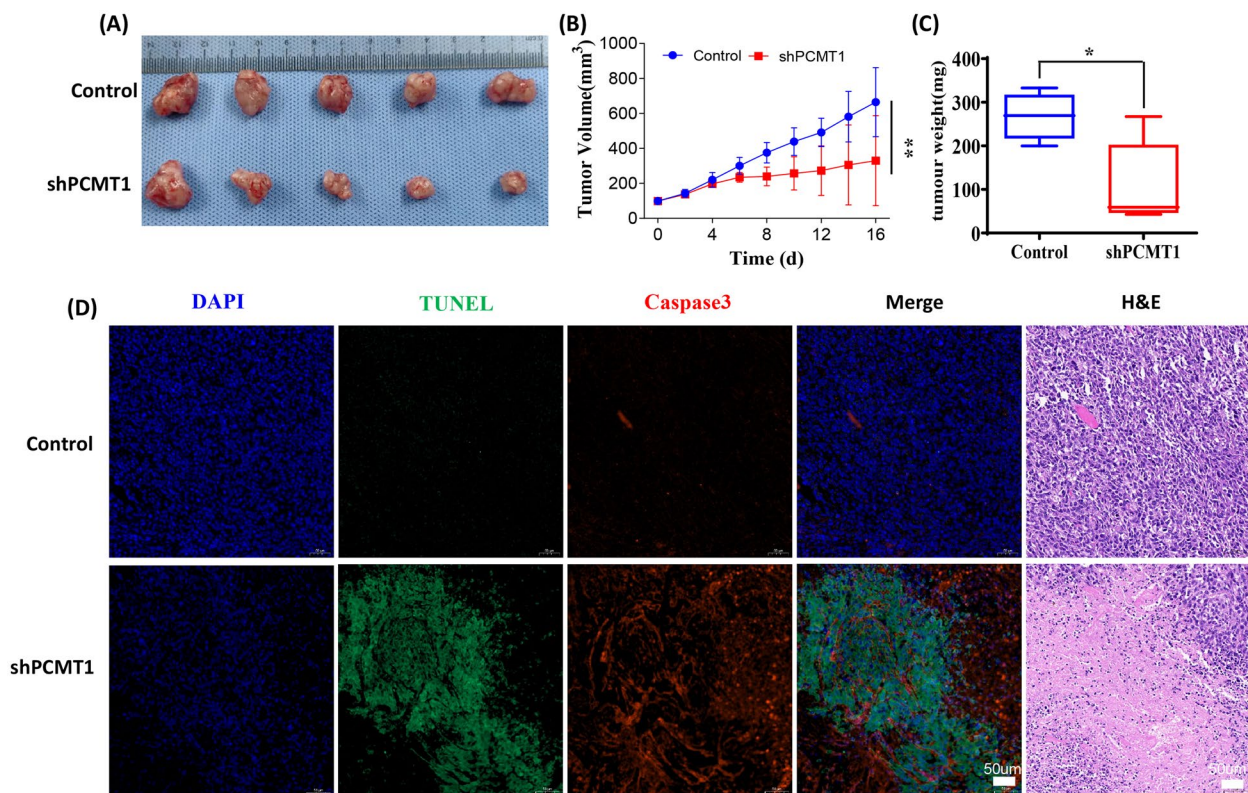 (A)
Control
shPCMT1
(B)
Tumor Volume(mm³)
1000
800
600
400
200
0
Control
shPCMT1
**
0
4
8
12
16
Time (d)
(C)
tumour weight(mg)
400
300
200
100
0
*
Control
shPCMT1
(D)
DAPI
TUNEL
Caspase3
Merge
H&E
Control
shPCMT1
50um
50um